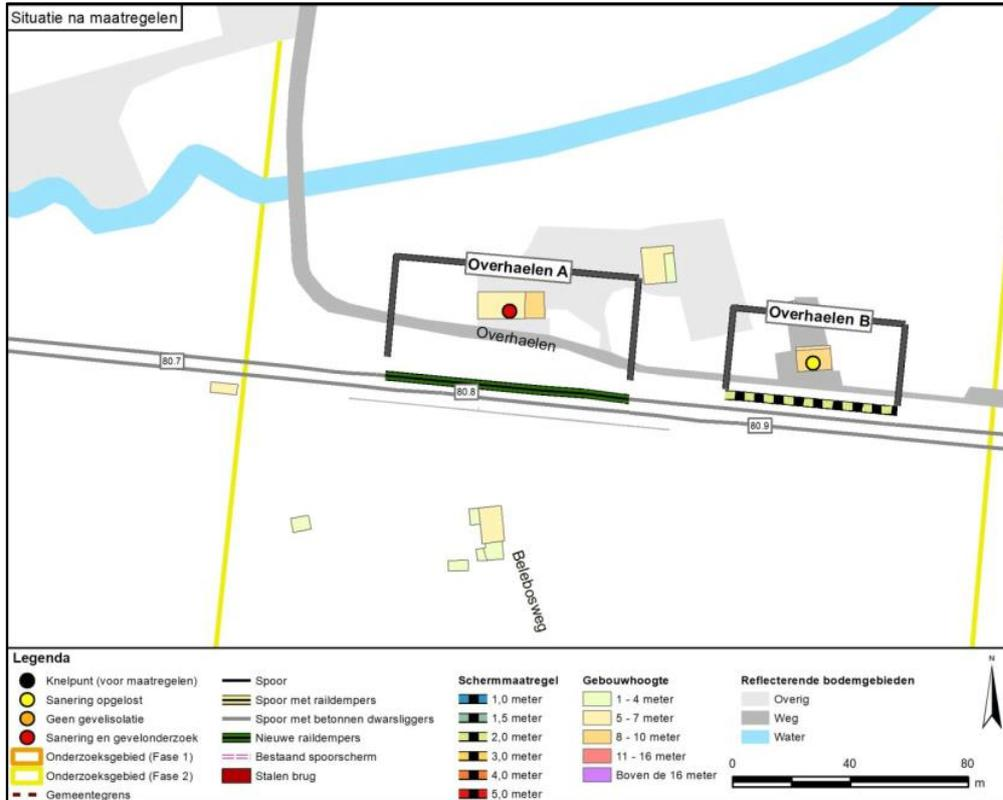 Situatie na maatregelen
Overhaelen A
Overhaelen B
Overhaelen
80.7
80.8
80.9
Belebosweg
Legenda
Knelpunt (voor maatregelen)
Sanering opgelost
Geen gevelisolatie
Sanering en gevelonderzoek
Onderzoeksgebied (Fase 1)
Onderzoeksgebied (Fase 2)
Gemeentegrens
Spoor
Spoor met raildempers
Spoor met betonnen dwarsliggers
Nieuwe raildempers
Bestaand spoorscherm
Stalen brug
Schermmaatregel
1,0 meter
1,5 meter
2,0 meter
3,0 meter
4,0 meter
5,0 meter
Gebouwhoogte
1 - 4 meter
5 - 7 meter
8 - 10 meter
11 - 16 meter
Boven de 16 meter
Reflecterende bodemgebieden
Overig
Weg
Water
N
0 40 80
m